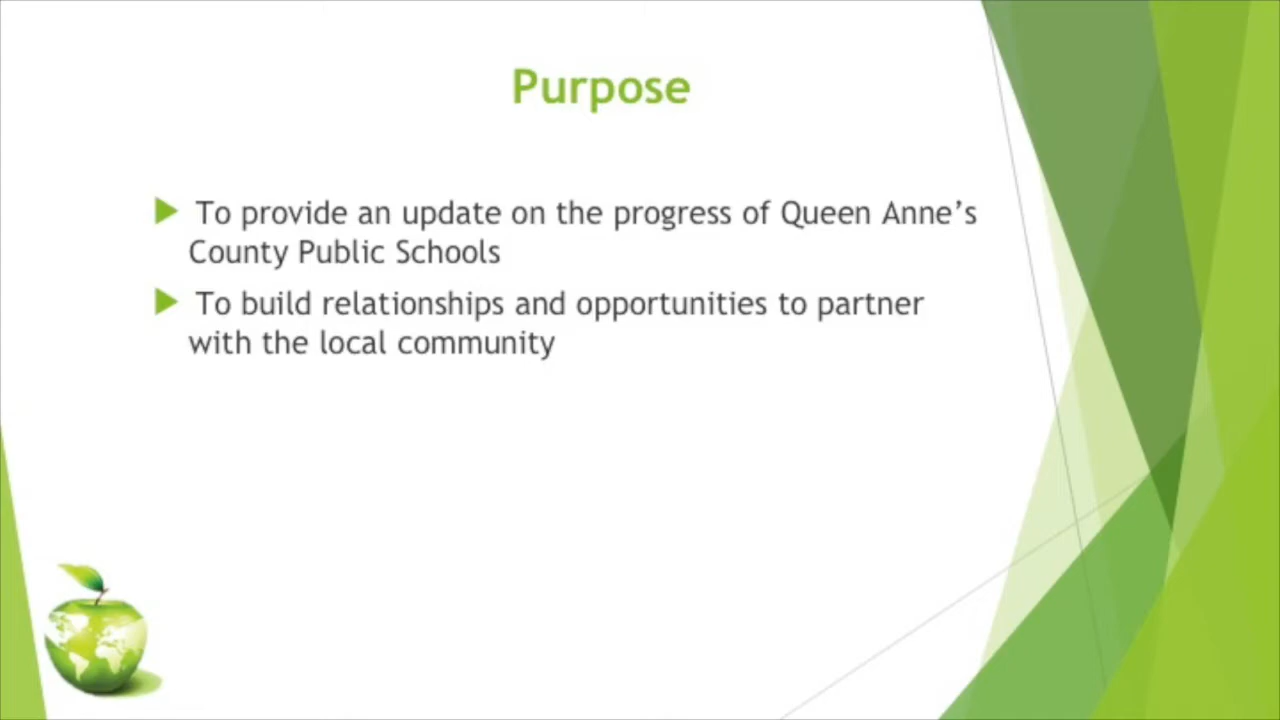 Purpose
To provide an update on the progress of Queen Anne’s
County Public Schools
To build relationships and opportunities to partner
with the local community